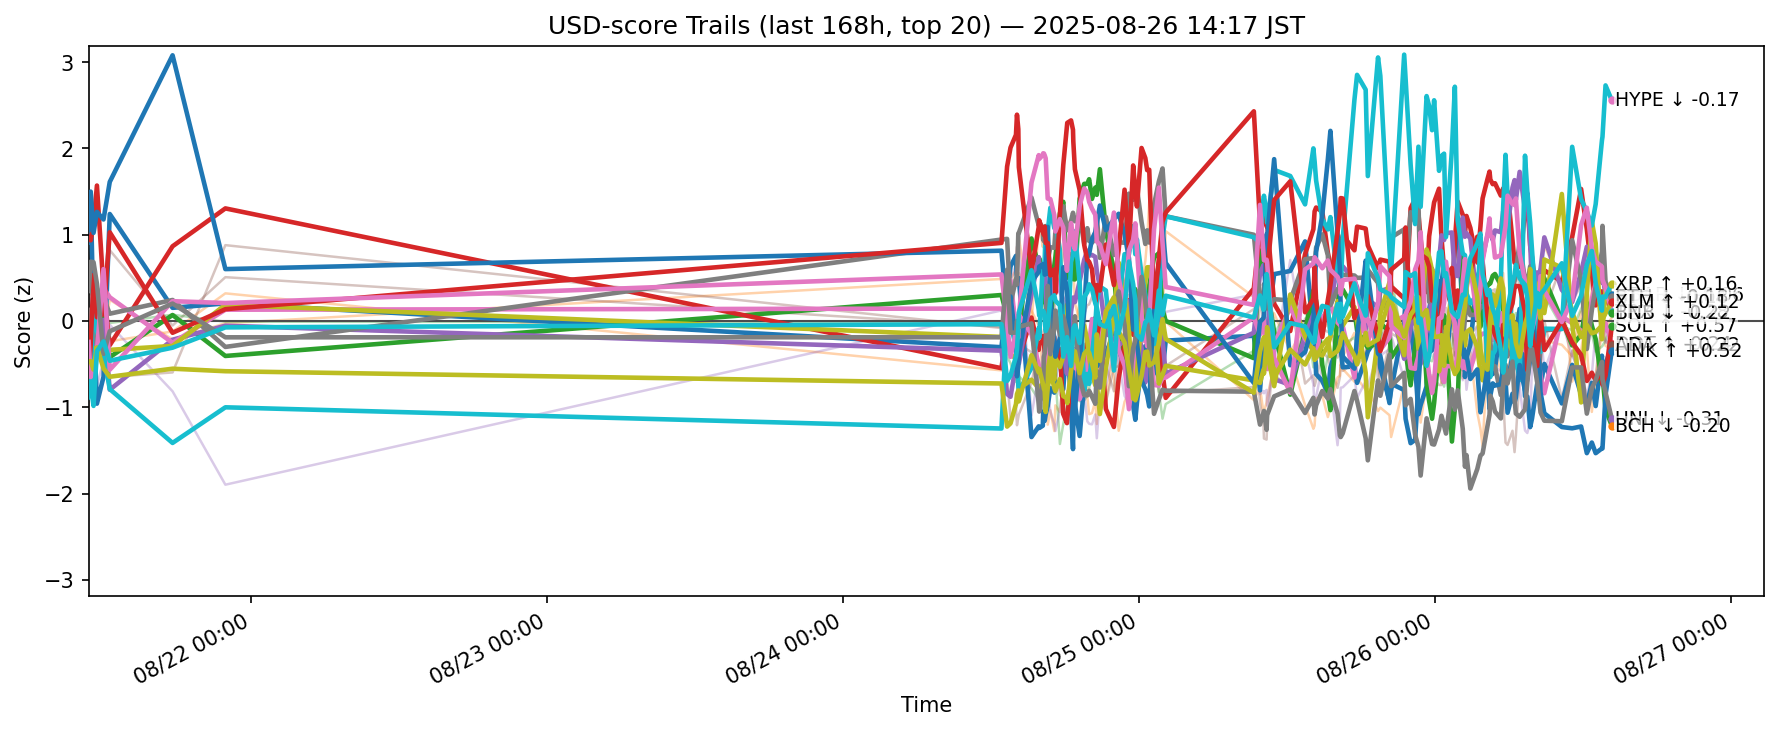 USD-score Trails (last 168h, top 20) — 2025-08-26 14:17 JST
Score (z)
3
2
1
0
−1
−2
−3
HYPE ↓ -0.17
XRP ↑ +0.16
XLM ↑ +0.12
BNB ↓ -0.22
SOL ↑ +0.57
LINK ↑ +0.52
UNI ↓ -0.31
BCH ↓ -0.20
08/22 00:00
08/23 00:00
08/24 00:00
08/25 00:00
08/26 00:00
08/27 00:00
Time